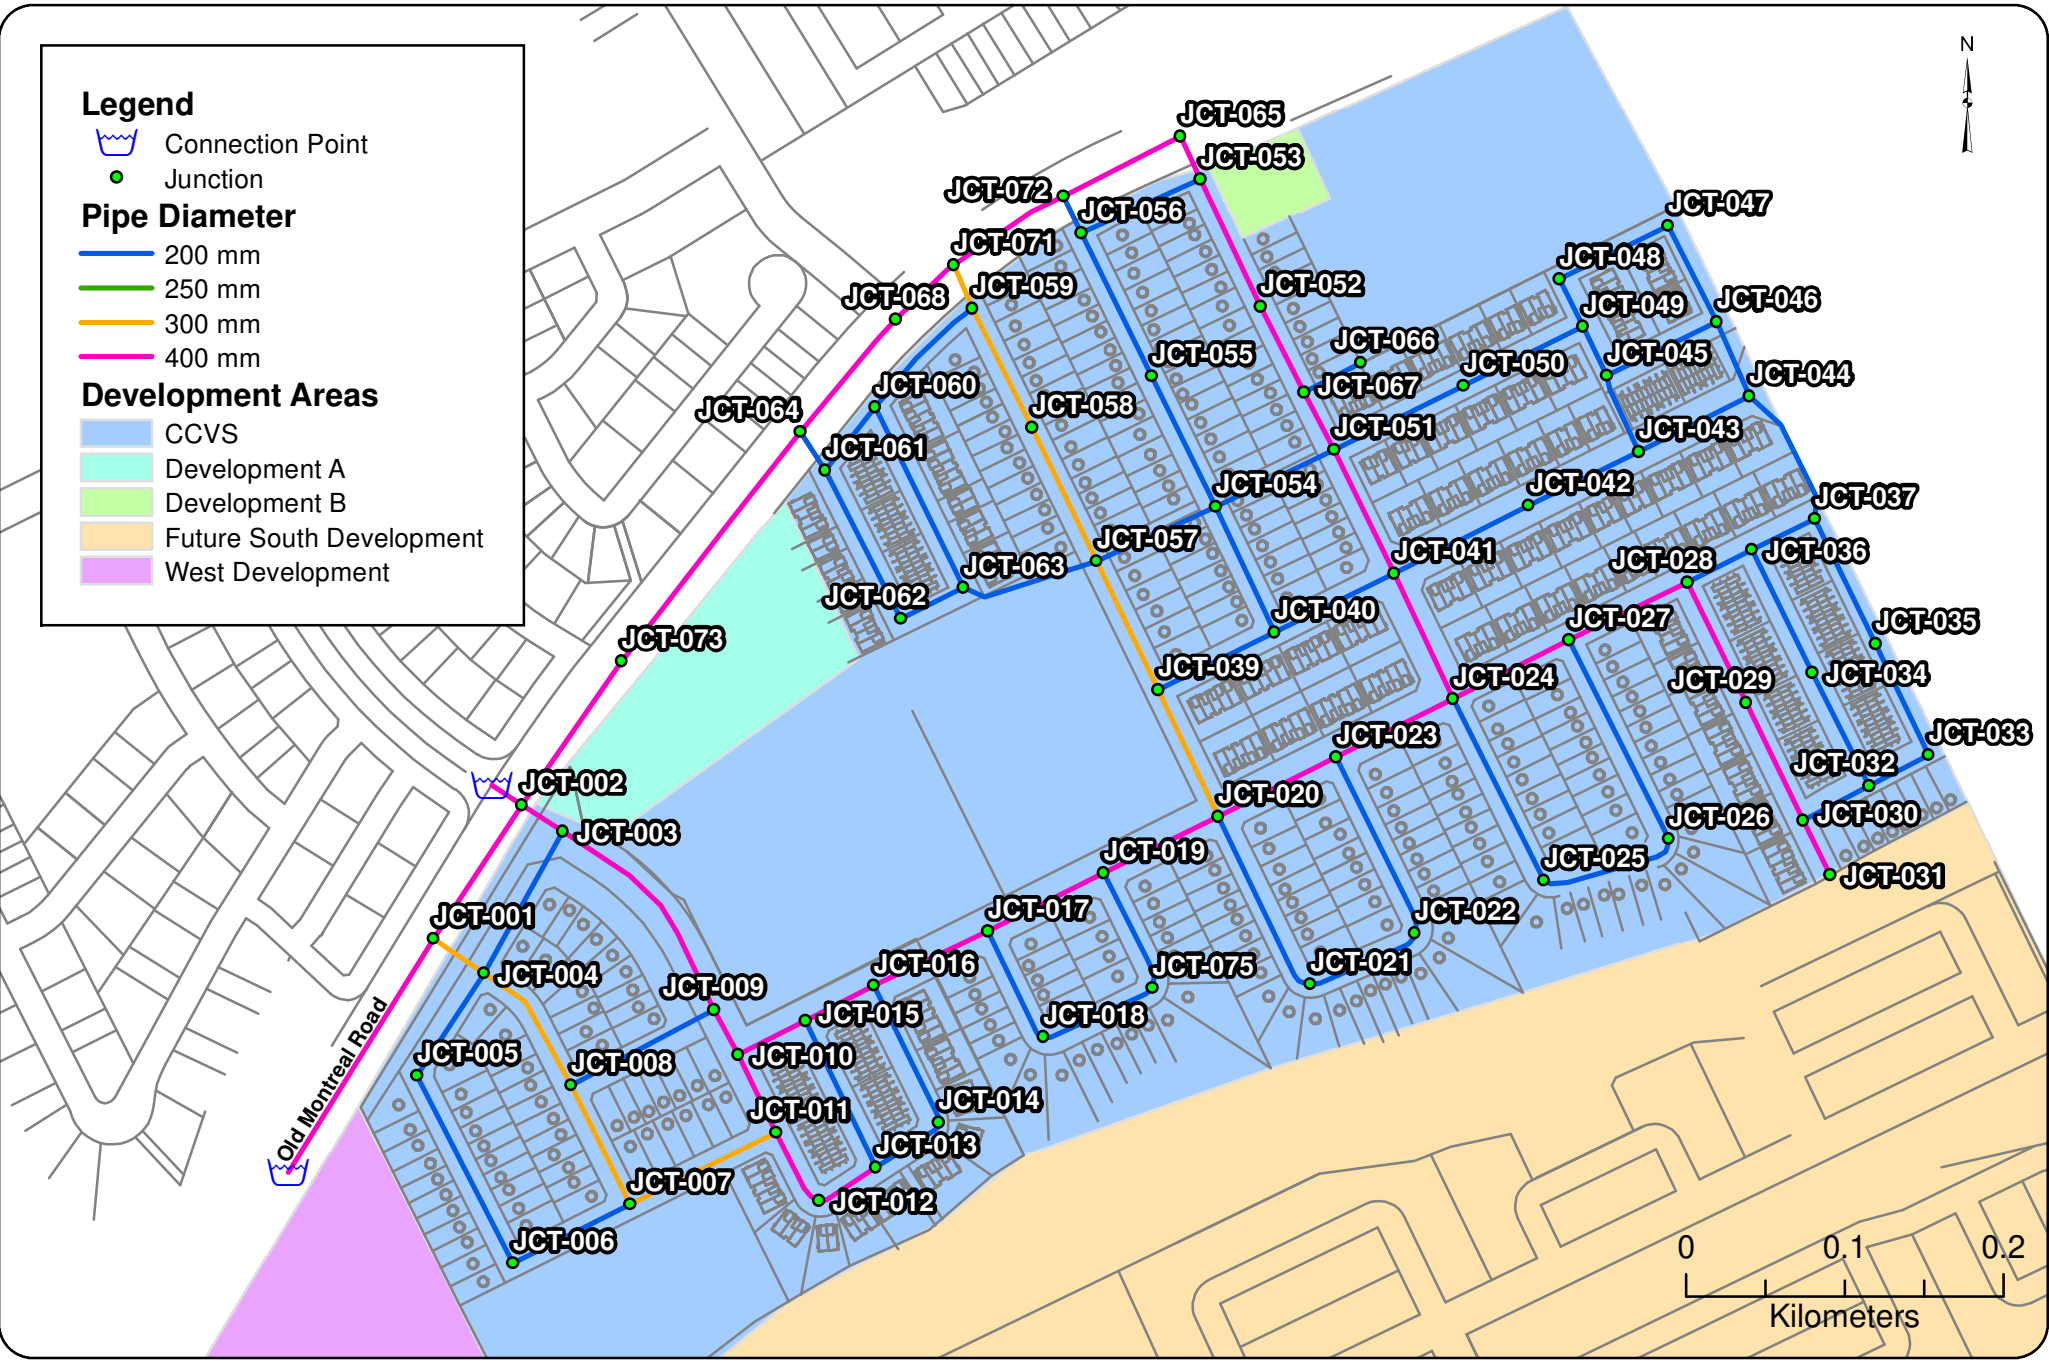 Legend
Connection Point
Junction
Pipe Diameter
200 mm
250 mm
300 mm
400 mm
Development Areas
CCVS
Development A
Development B
Future South Development
West Development
N
JCT-065
JCT-053
JCT-072
JCT-056
JCT-047
JCT-071
JCT-048
JCT-059
JCT-052
JCT-068
JCT-049
JCT-046
JCT-066
JCT-055
JCT-050
JCT-045
JCT-044
JCT-060
JCT-067
JCT-064
JCT-058
JCT-051
JCT-043
JCT-061
JCT-054
JCT-042
JCT-037
JCT-057
JCT-041
JCT-028
JCT-036
JCT-063
JCT-062
JCT-040
JCT-027
JCT-035
JCT-073
JCT-039
JCT-024
JCT-029
JCT-034
JCT-023
JCT-033
JCT-032
JCT-002
JCT-020
JCT-030
JCT-026
JCT-003
JCT-019
JCT-025
JCT-031
JCT-001
JCT-017
JCT-022
JCT-004
JCT-016
JCT-075
JCT-021
JCT-009
JCT-015
JCT-018
Old Montreal Road
JCT-005
JCT-008
JCT-010
JCT-014
JCT-011
JCT-013
JCT-007
JCT-012
JCT-006
0 0.1 0.2
Kilometers